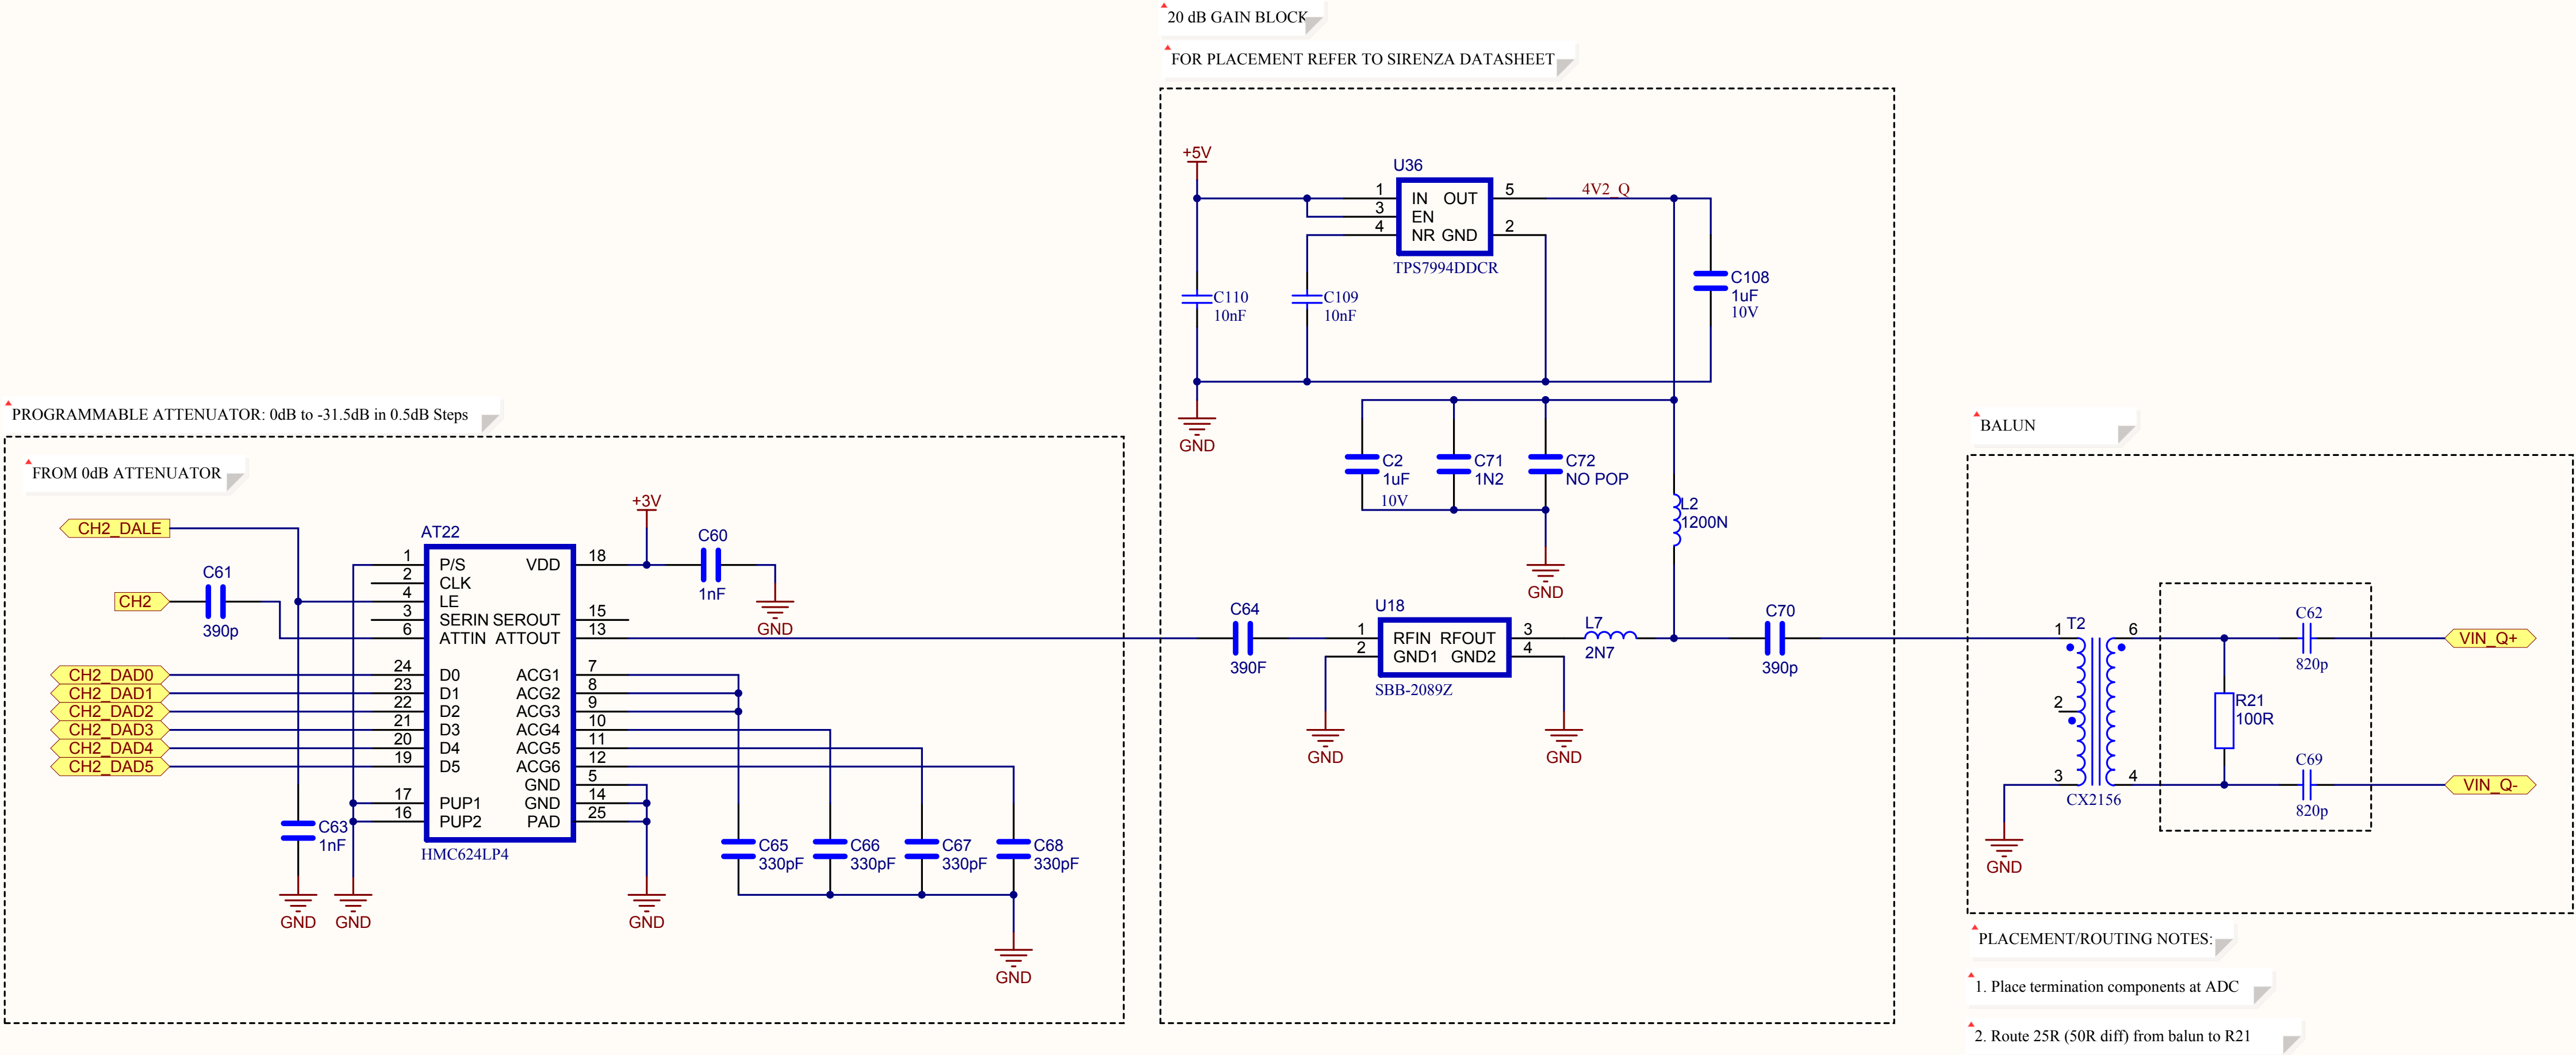 20 dB GAIN BLOCK
FOR PLACEMENT REFER TO SIRENZA DATASHEET
+5V
U36
1 IN OUT 5 4V2_Q
3 EN
4 NR GND 2
TPS7994DDCR
C110
10nF
C109
10nF
C108
1uF
10V
GND
C2
1uF
10V
C71
1N2
C72
NO POP
GND
L2
1200N
PROGRAMMABLE ATTENUATOR: 0dB to -31.5dB in 0.5dB Steps
FROM 0dB ATTENUATOR
CH2_DALE
C61
CH2
390p
AT22
1 P/S VDD 18
2 CLK
4 LE
3 SERIN SEROUT 15
6 ATTIN ATTOUT 13
24 D0 ACG1 7
23 D1 ACG2 8
22 D2 ACG3 9
21 D3 ACG4 10
20 D4 ACG5 11
19 D5 ACG6 12
GND 5
17 PUP1 GND 14
16 PUP2 PAD 25
HMC624LP4
+3V
C60
1nF
GND
CH2_DAD0
CH2_DAD1
CH2_DAD2
CH2_DAD3
CH2_DAD4
CH2_DAD5
C63
1nF
GND
GND
GND
C65
330pF
C66
330pF
C67
330pF
C68
330pF
GND
C64
390F
U18
1 RFIN RFOUT 3
2 GND1 GND2 4
SBB-2089Z
GND
GND
L7
2N7
C70
390p
BALUN
T2
1
2
3
6
4
CX2156
GND
R21
100R
C62
820p
C69
820p
VIN_Q+
VIN_Q-
PLACEMENT/ROUTING NOTES:
1. Place termination components at ADC
2. Route 25R (50R diff) from balun to R21